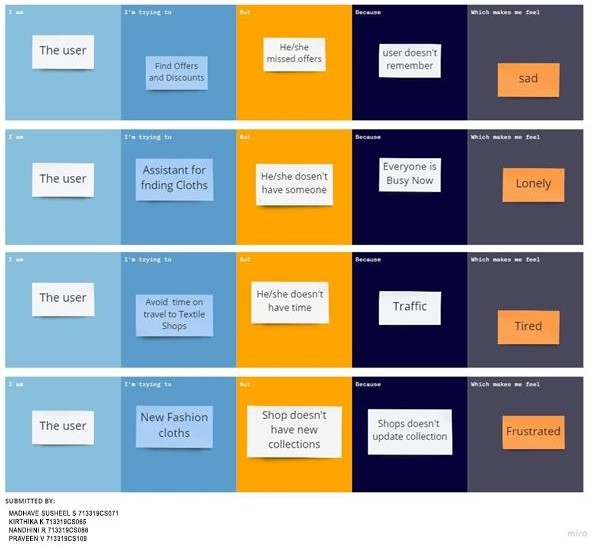 I am
I'm trying to
But
Because
Which makes me feel
The user
Find Offers
and Discounts
He/she
missed offers
user doesn't
remember
sad
I am
I'm trying to
But
Because
Which makes me feel
The user
Assistant for
fnding Cloths
He/she dosen't
have someone
Everyone is
Busy Now
Lonely
I am
I'm trying to
But
Because
Which makes me feel
The user
Avoid time on
travel to Textile
Shops
He/she doesn't
have time
Traffic
Tired
I am
I'm trying to
But
Because
Which makes me feel
The user
New Fashion
cloths
Shop doesn't
have new
collections
Shops doesn't
update collection
Frustrated
SUBMITTED BY:
MADHAVE SUSHEEL S 713319CS071
KIRTHIKA K 713319CS065
NANDHINI R 713319CS086
PRAVEEN V 713319CS109
miro